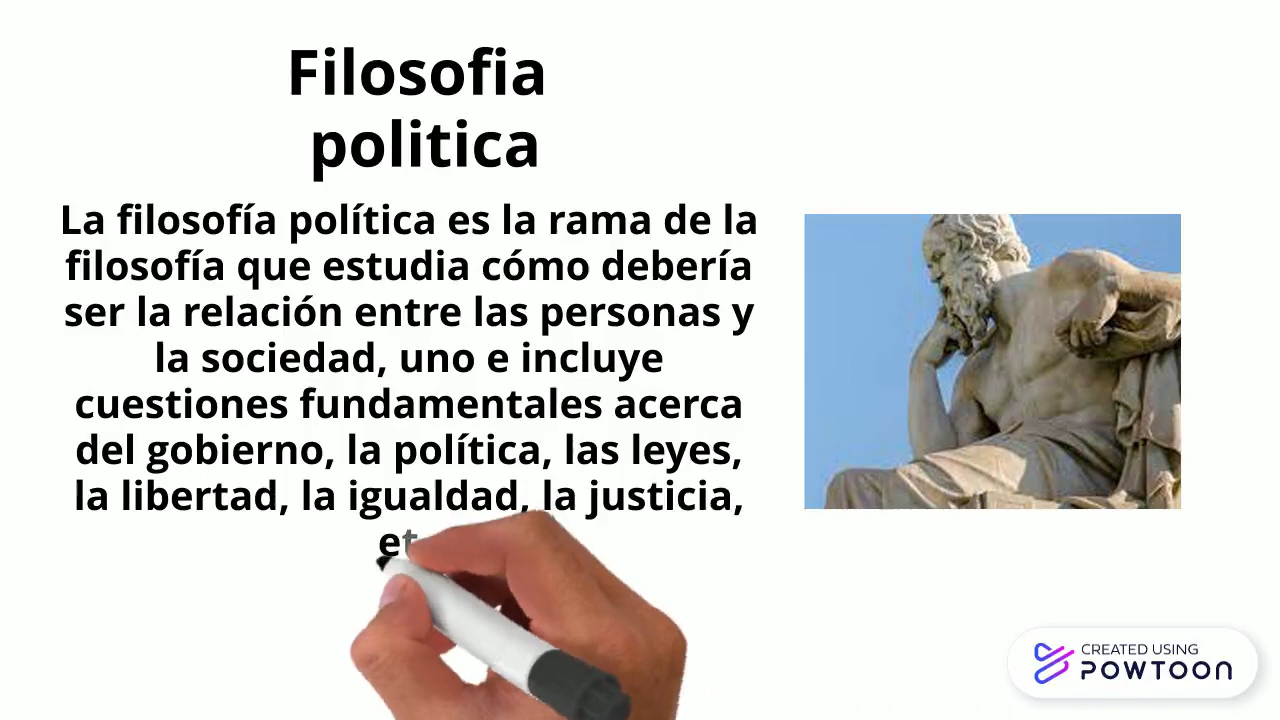 Filosofia
politica
La filosofía política es la rama de la
filosofía que estudia cómo debería
ser la relación entre las personas y
la sociedad, uno e incluye
cuestiones fundamentales acerca
del gobierno, la política, las leyes,
la libertad, la igualdad, la justicia,
et
CREATED USING
POWTOON